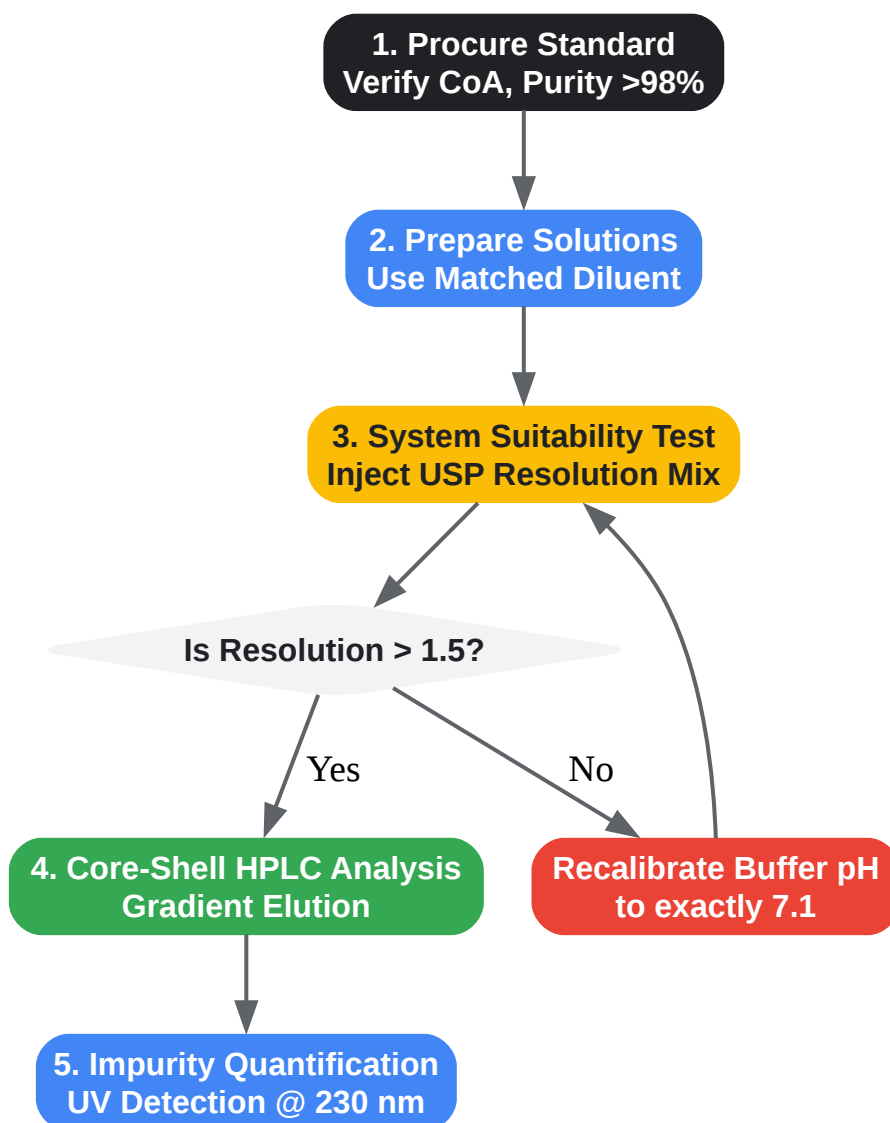 1. Procure Standard
Verify CoA, Purity >98%
2. Prepare Solutions
Use Matched Diluent
3. System Suitability Test
Inject USP Resolution Mix
Is Resolution > 1.5?
Yes
No
4. Core-Shell HPLC Analysis
Gradient Elution
Recalibrate Buffer pH
to exactly 7.1
5. Impurity Quantification
UV Detection @ 230 nm